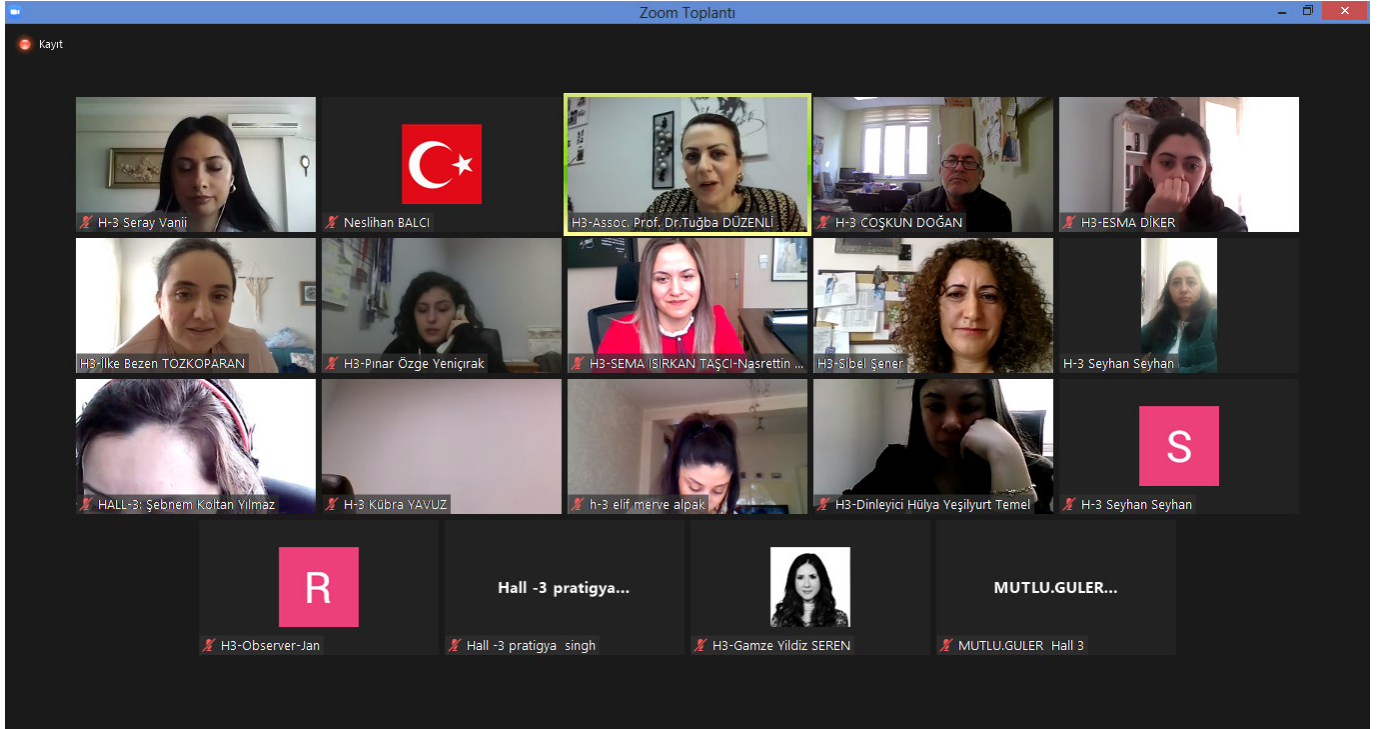 Zoom Toplantı
Kayıt
H-3 Seray Vanii
Neslihan BALCI
H3-Assoc. Prof. Dr.Tuğba DÜZENLİ
H-3 COŞKUN DOĞAN
H3-ESMA DİKER
H3-İlke Bezen TOZKOPARAN
H3-Pınar Özge Yeniçırak
H3-SEMA ISIRKAN TAŞCI-Nasrettin ...
H3-Sibel Şener
H-3 Seyhan Seyhan
HALL-3; Şebnem Koltan Yılmaz
H-3 Kübra YAVUZ
h-3 elif merve alpak
H3-Dinleyici Hülya Yeşilyurt Temel
S
H-3 Seyhan Seyhan
R
H3-Observer-Jan
Hall -3 pratigya...
Hall -3 pratigya singh
H3-Gamze Yildiz SEREN
MUTLU.GULER...
MUTLU.GULER Hall 3